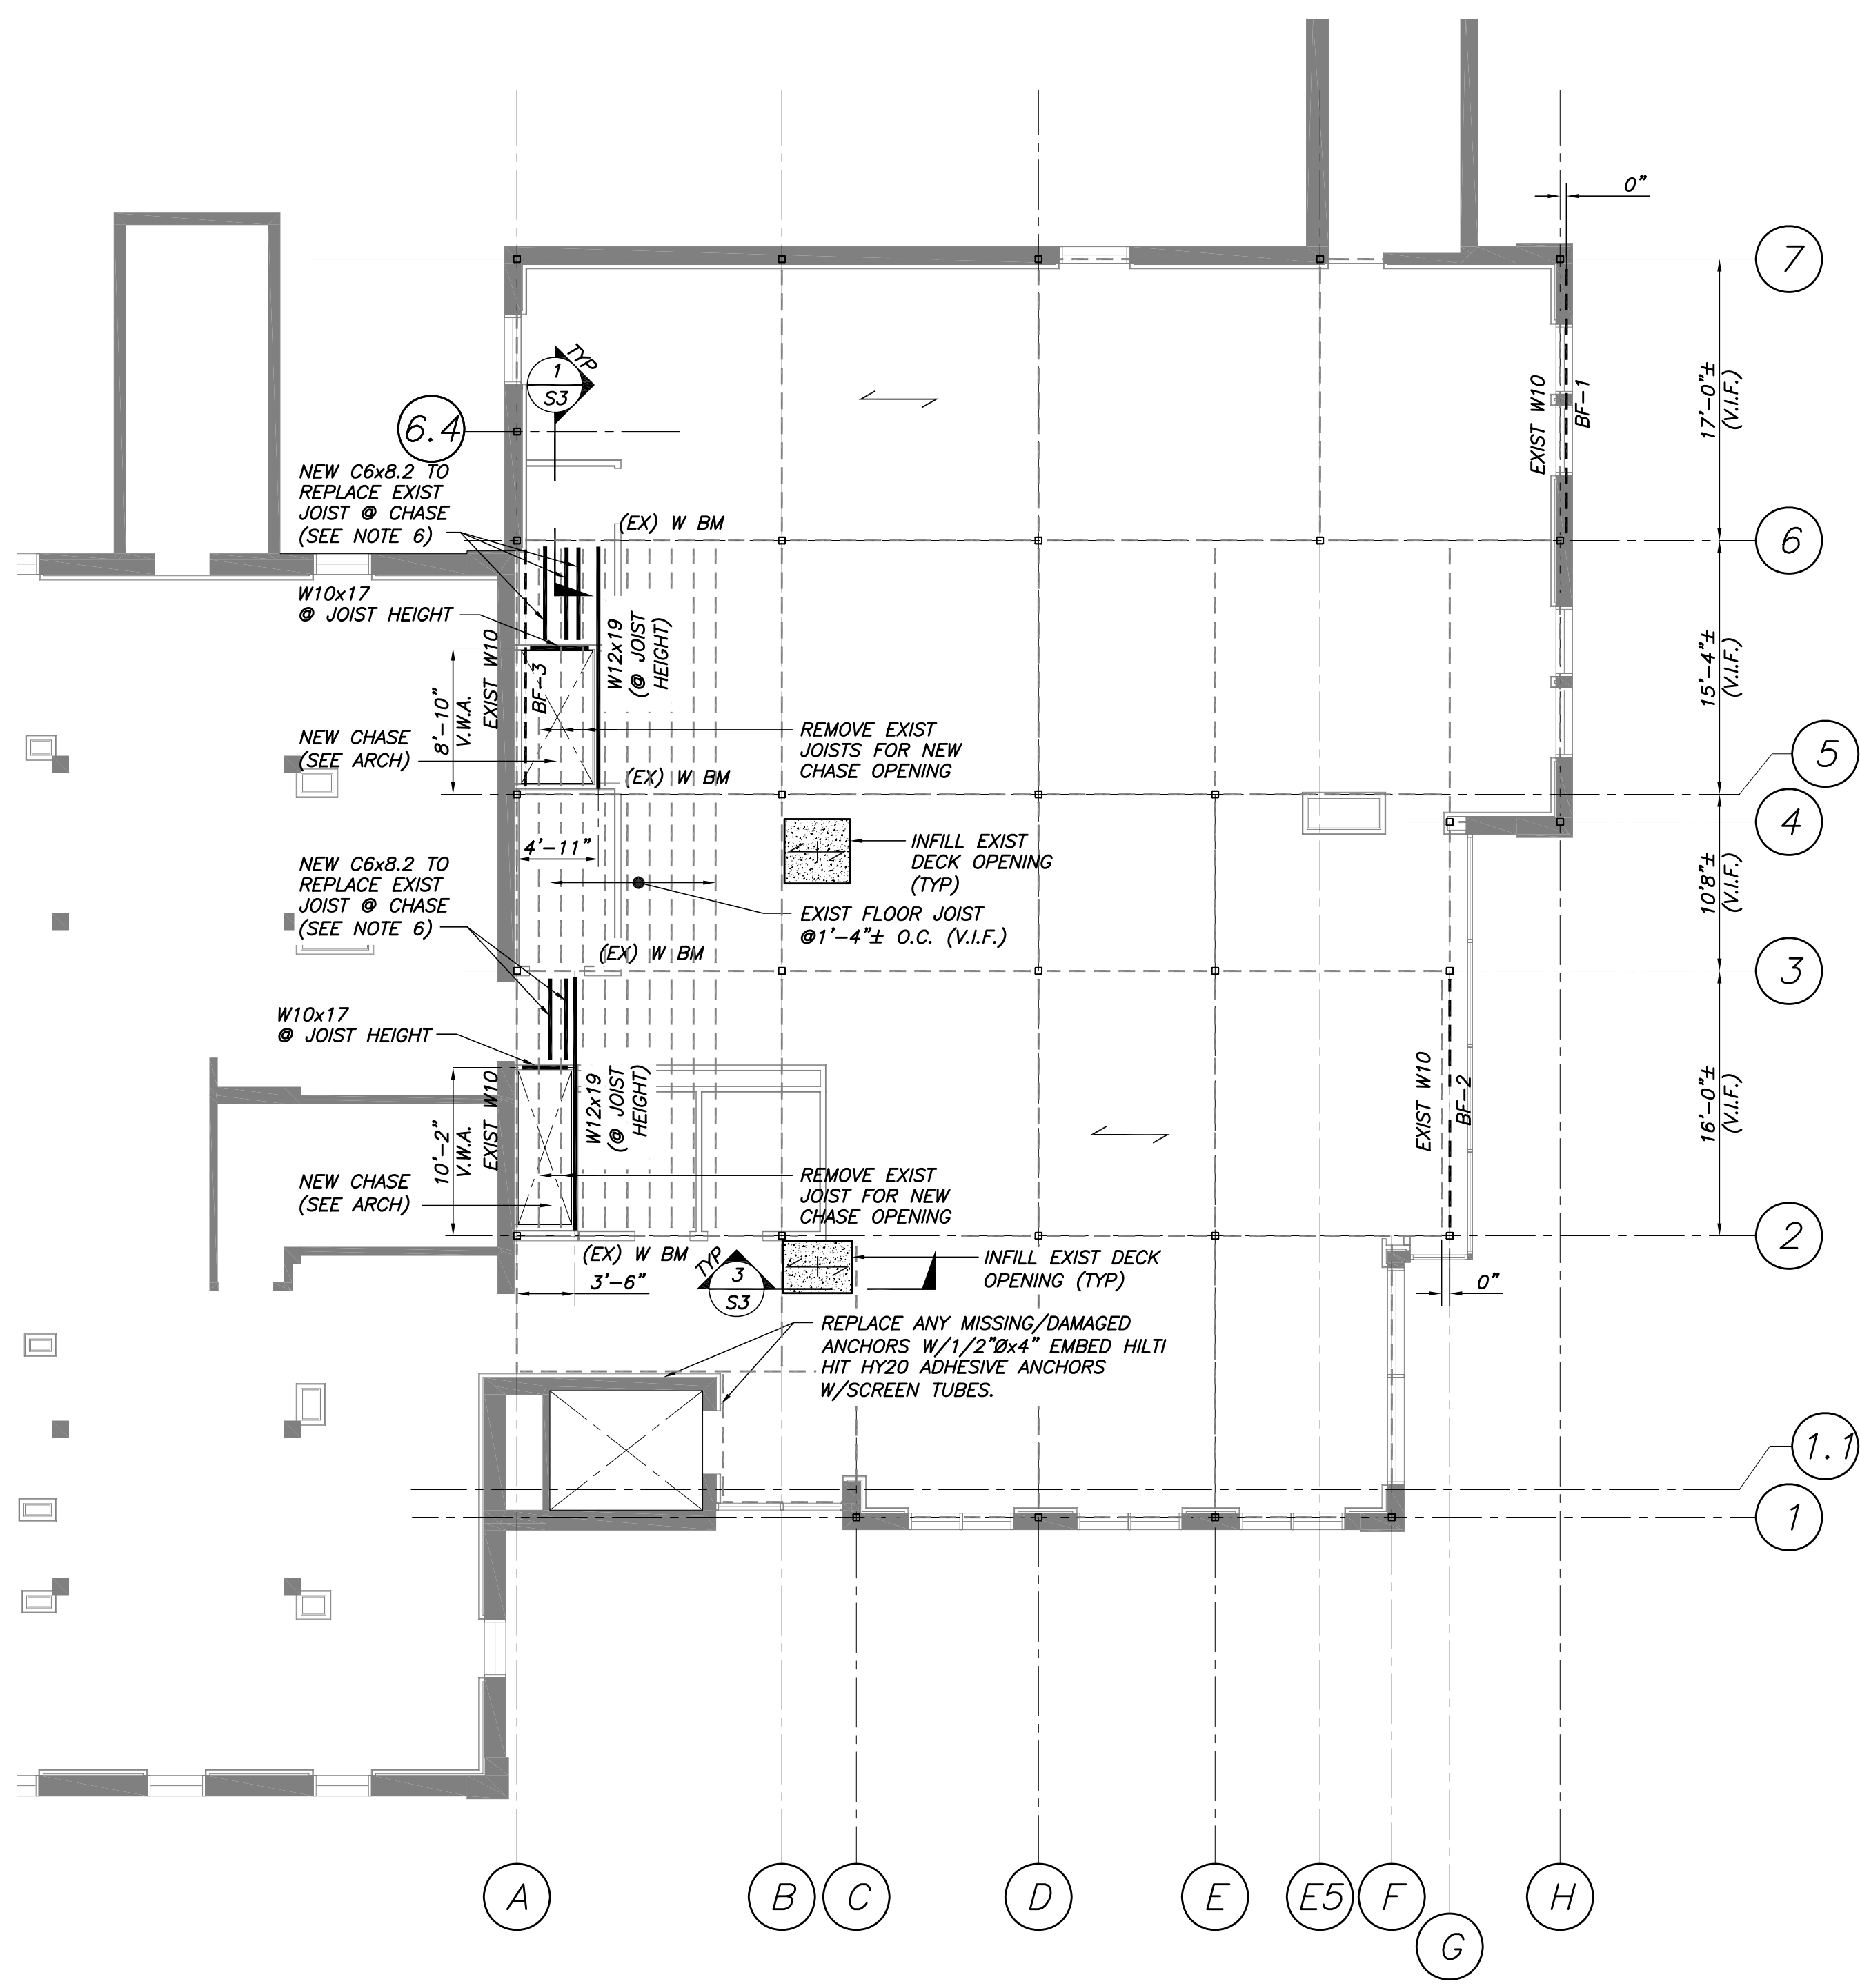 0”
7
17’-0”±
(V.I.F.)
EXIST W10
BF-1
TYP
1
S3
6.4
NEW C6x8.2 TO
REPLACE EXIST
JOIST @ CHASE
(SEE NOTE 6)
(EX) W BM
6
W10x17
@ JOIST HEIGHT
EXIST W10
BF-3
W12x19
(@ JOIST
HEIGHT)
8’-10”
V.W.A.
15’-4”±
(V.I.F.)
NEW CHASE
(SEE ARCH)
REMOVE EXIST
JOISTS FOR NEW
CHASE OPENING
(EX) W BM
5
4
4’-11”
INFILL EXIST
DECK OPENING
(TYP)
NEW C6x8.2 TO
REPLACE EXIST
JOIST @ CHASE
(SEE NOTE 6)
EXIST FLOOR JOIST
@1’-4”± O.C. (V.I.F.)
10’8”±
(V.I.F.)
(EX) W BM
3
W10x17
@ JOIST HEIGHT
EXIST W10
W12x19
(@ JOIST
HEIGHT)
10’-2”
V.W.A.
EXIST W10
BF-2
16’-0”±
(V.I.F.)
NEW CHASE
(SEE ARCH)
REMOVE EXIST
JOIST FOR NEW
CHASE OPENING
2
(EX) W BM
3’-6”
TYP
3
S3
INFILL EXIST DECK
OPENING (TYP)
0”
REPLACE ANY MISSING/DAMAGED
ANCHORS W/1/2”Øx4” EMBED HILTI
HIT HY20 ADHESIVE ANCHORS
W/SCREEN TUBES.
1.1
1
A
B
C
D
E
E5
F
G
H